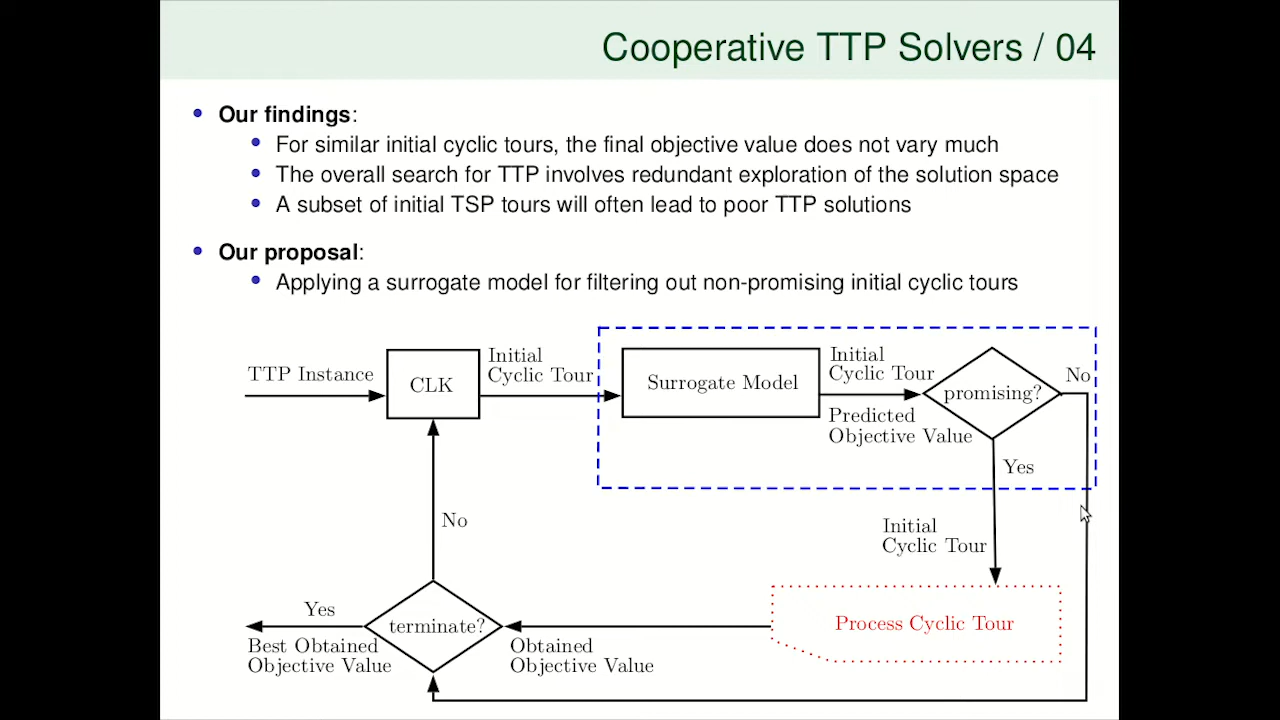 Cooperative TTP Solvers / 04
Our findings:
For similar initial cyclic tours, the final objective value does not vary much
The overall search for TTP involves redundant exploration of the solution space
A subset of initial TSP tours will often lead to poor TTP solutions
Our proposal:
Applying a surrogate model for filtering out non-promising initial cyclic tours
TTP Instance
CLK
Initial
Cyclic Tour
Surrogate Model
Initial
Cyclic Tour
Predicted
Objective Value
promising?
No
Yes
Initial
Cyclic Tour
Process Cyclic Tour
Obtained
Objective Value
terminate?
No
Yes
Best Obtained
Objective Value